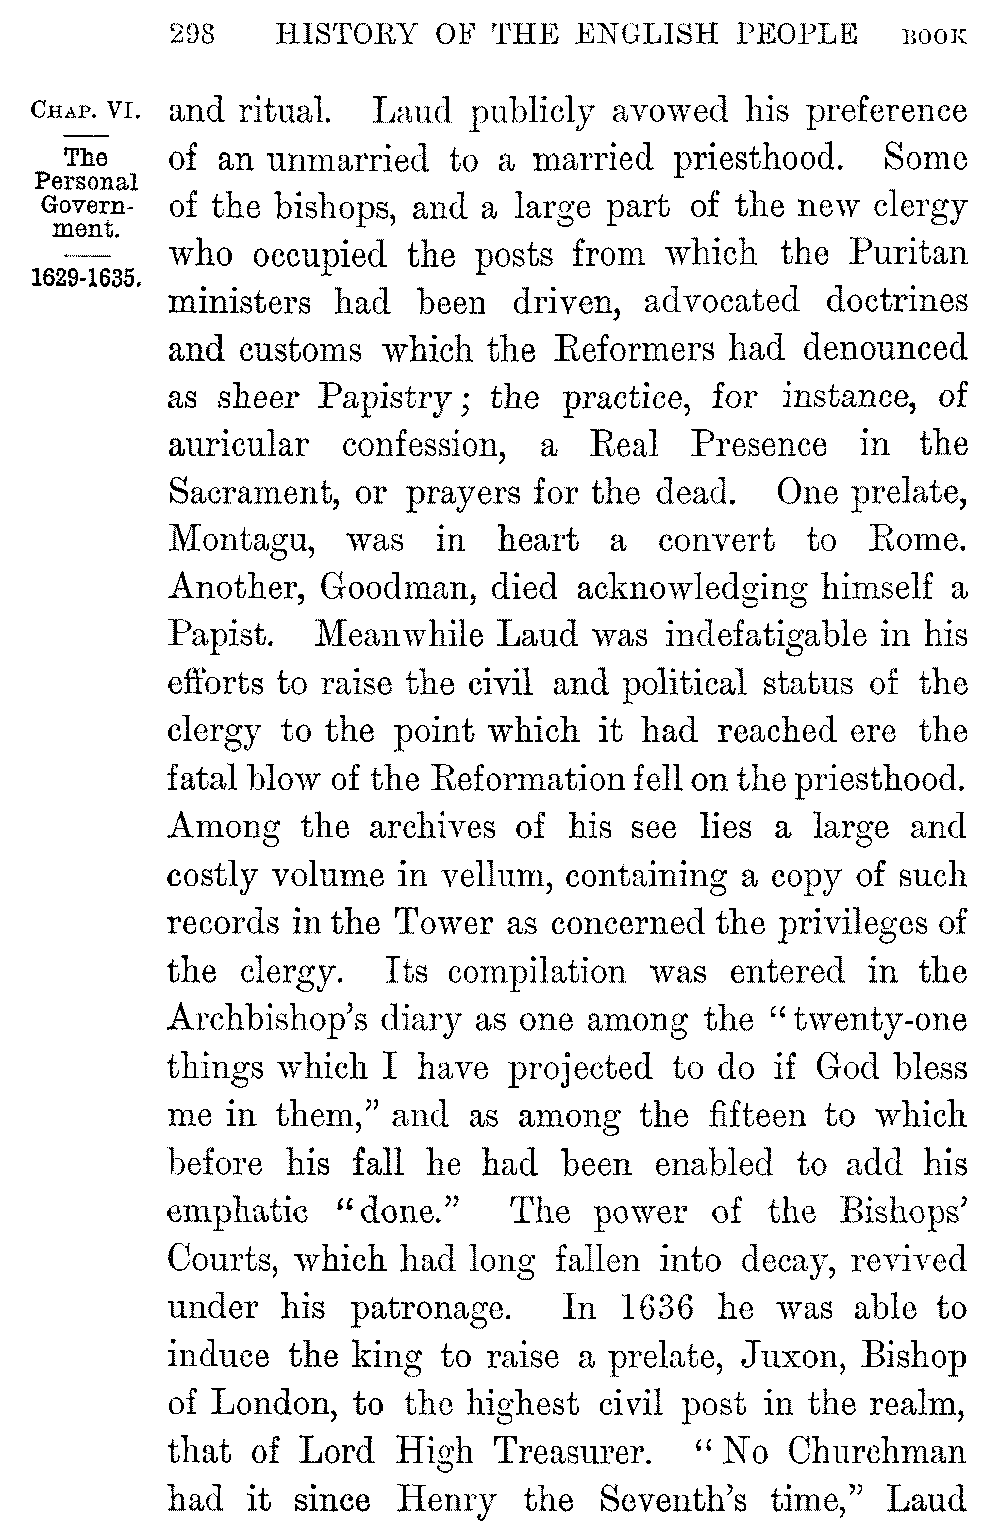 298 HISTORY OF THE ENGLISH PEOPLE BOOK
CHAP. VI.
The
Personal
Govern-
ment.
1629-1635.
and ritual. Laud publicly avowed his preference
of an unmarried to a married priesthood. Some
of the bishops, and a large part of the new clergy
who occupied the posts from which the Puritan
ministers had been driven, advocated doctrines
and customs which the Reformers had denounced
as sheer Papistry; the practice, for instance, of
auricular confession, a Real Presence in the
Sacrament, or prayers for the dead. One prelate,
Montagu, was in heart a convert to Rome.
Another, Goodman, died acknowledging himself a
Papist. Meanwhile Laud was indefatigable in his
efforts to raise the civil and political status of the
clergy to the point which it had reached ere the
fatal blow of the Reformation fell on the priesthood.
Among the archives of his see lies a large and
costly volume in vellum, containing a copy of such
records in the Tower as concerned the privileges of
the clergy. Its compilation was entered in the
Archbishop's diary as one among the "twenty-one
things which I have projected to do if God bless
me in them," and as among the fifteen to which
before his fall he had been enabled to add his
emphatic "done." The power of the Bishops'
Courts, which had long fallen into decay, revived
under his patronage. In 1636 he was able to
induce the king to raise a prelate, Juxon, Bishop
of London, to the highest civil post in the realm,
that of Lord High Treasurer. "No Churchman
had it since Henry the Seventh's time," Laud